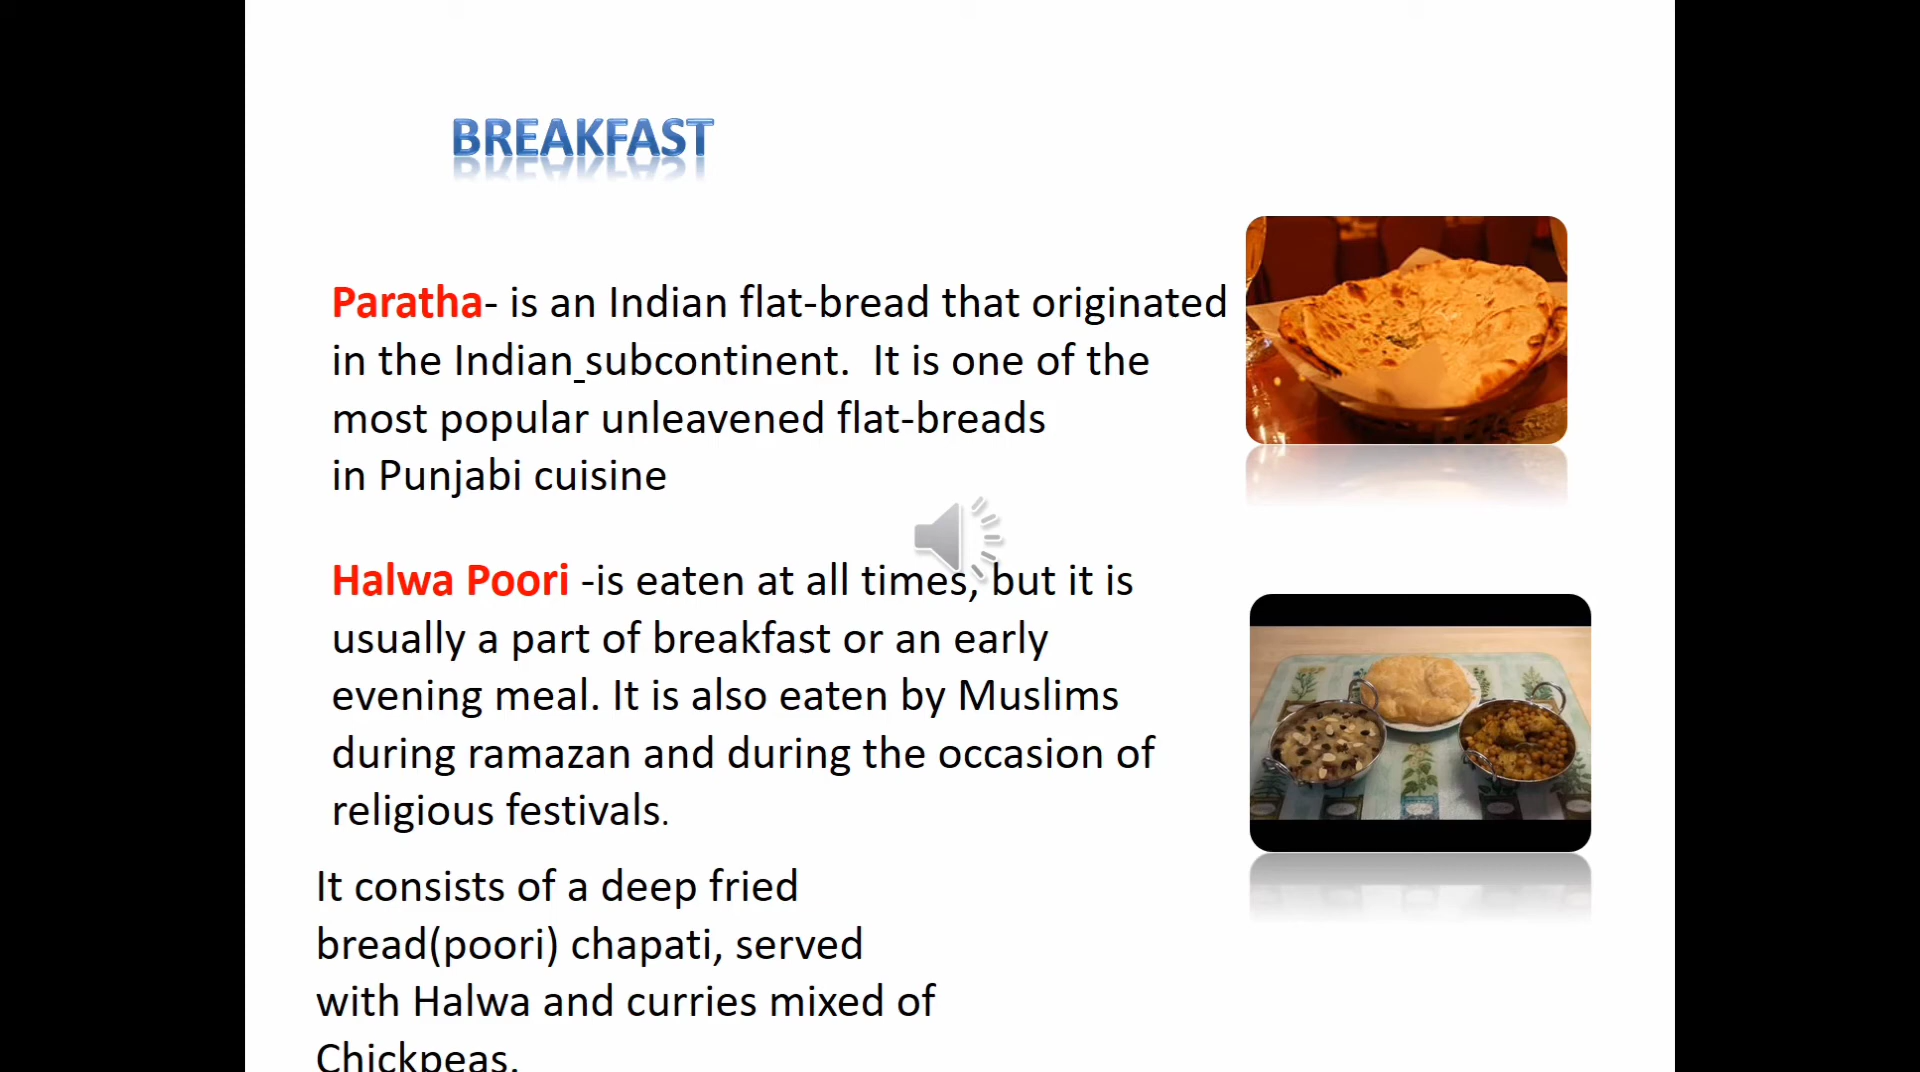 BREAKFAST
Paratha- is an Indian flat-bread that originated
in the Indian subcontinent.  It is one of the
most popular unleavened flat-breads
in Punjabi cuisine
Halwa Poori -is eaten at all times, but it is
usually a part of breakfast or an early
evening meal. It is also eaten by Muslims
during ramazan and during the occasion of
religious festivals.
It consists of a deep fried
bread(poori) chapati, served
with Halwa and curries mixed of
Chickpeas.